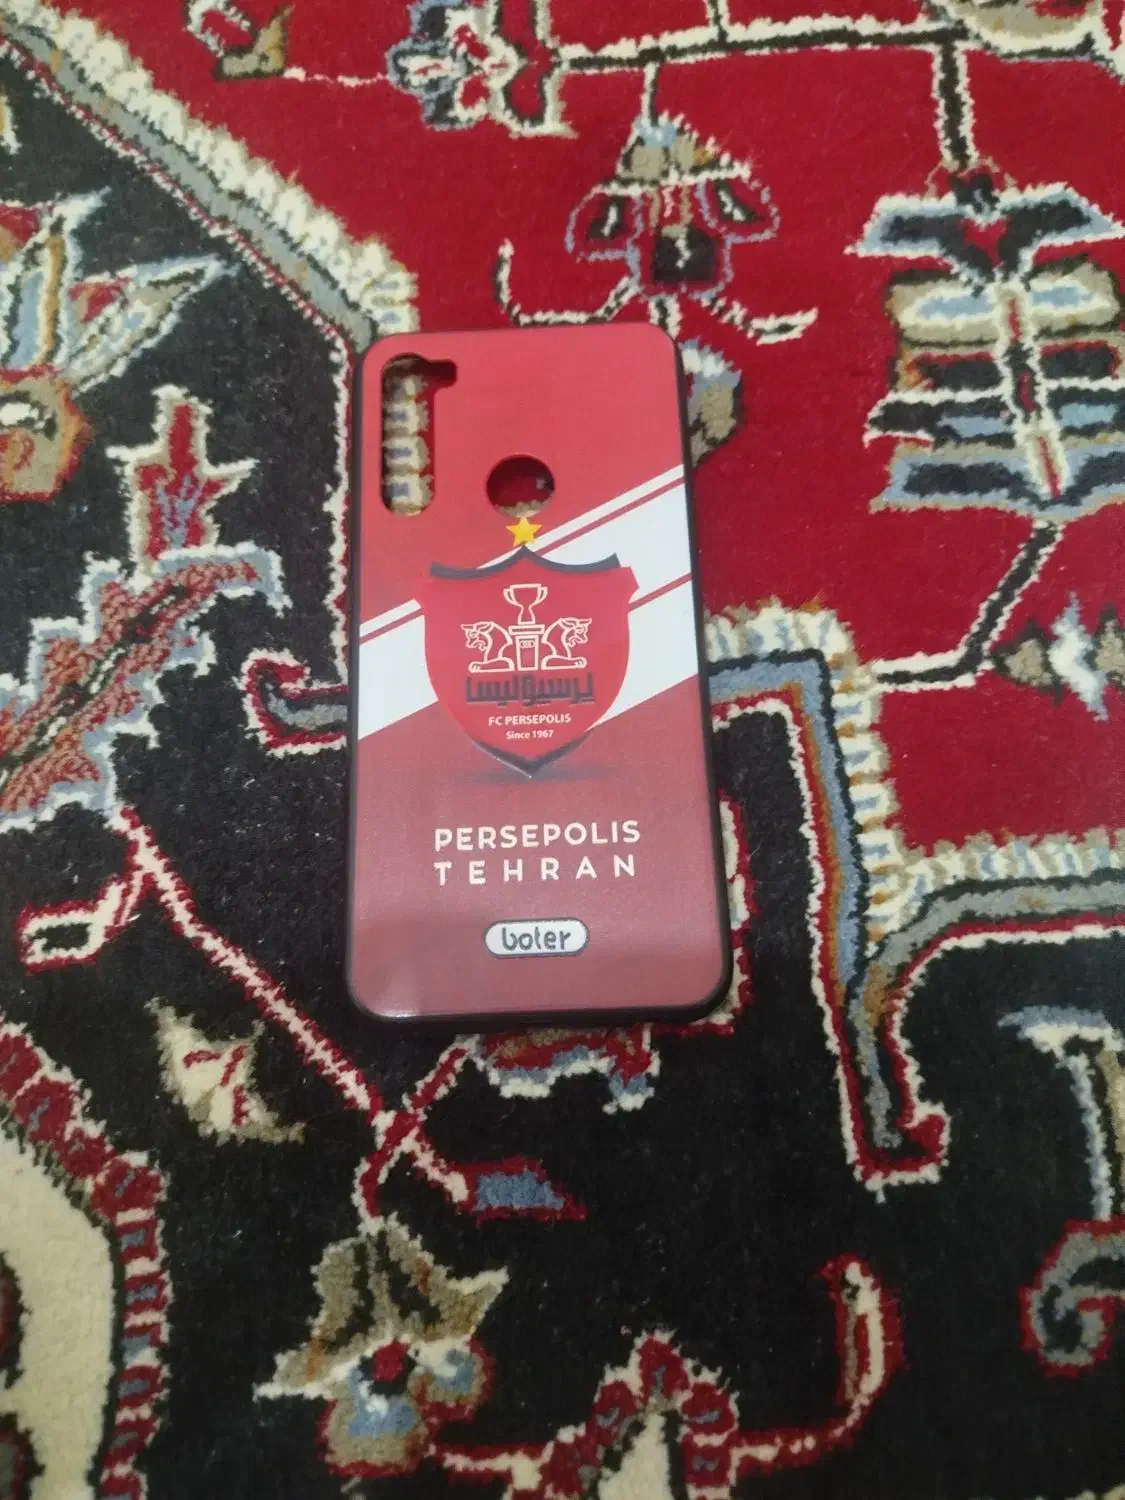 پرسپولیس
FC PERSEPOLIS
Since 1967
PERSEPOLIS
TEHRAN
boter